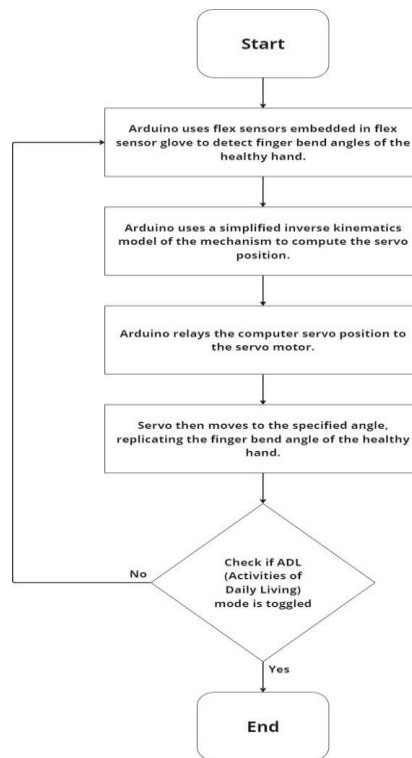 Start
Arduino uses flex sensors embedded in flex
sensor glove to detect finger bend angles of the
healthy hand.
Arduino uses a simplified inverse kinematics
model of the mechanism to compute the servo
position.
Arduino relays the computer servo position to
the servo motor.
Servo then moves to the specified angle,
replicating the finger bend angle of the healthy
hand.
Check if ADL
(Activities of
Daily Living)
mode is toggled
No
Yes
End